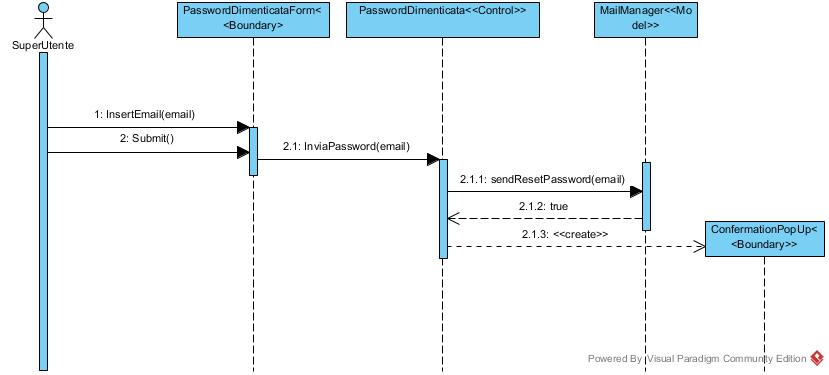 SuperUtente
PasswordDimenticataForm<
<Boundary>
PasswordDimenticata<<Control>>
MailManager<<Mo
del>>
1: InsertEmail(email)
2: Submit()
2.1: InviaPassword(email)
2.1.1: sendResetPassword(email)
2.1.2: true
2.1.3: <<create>>
ConfermationPopUp<
<Boundary>>
Powered By Visual Paradigm Community Edition